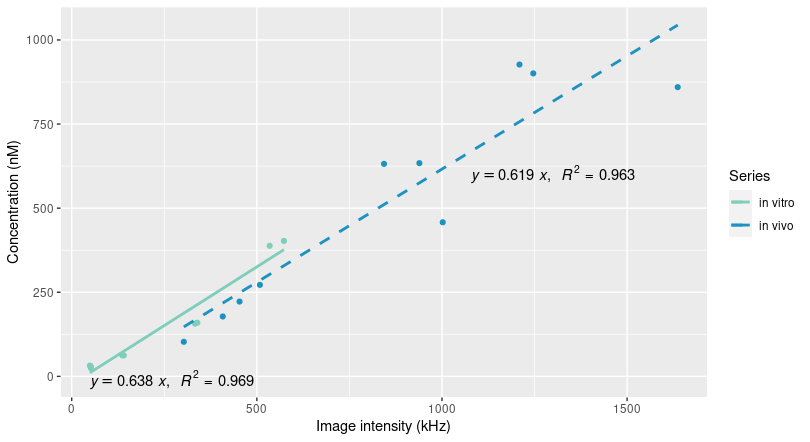 1000
750
500
250
0
Concentration (nM)
y = 0.619 x, R² = 0.963
y = 0.638 x, R² = 0.969
0 500 1000 1500
Image intensity (kHz)
Series
in vitro
in vivo